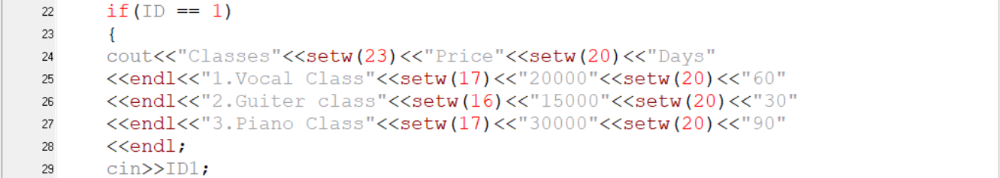 22 if(ID == 1)
23 {
24 cout<<"Classes"<<setw(23)<<"Price"<<setw(20)<<"Days"
25 <<endl<<"1.Vocal Class"<<setw(17)<<"20000"<<setw(20)<<"60"
26 <<endl<<"2.Guiter class"<<setw(16)<<"15000"<<setw(20)<<"30"
27 <<endl<<"3.Piano Class"<<setw(17)<<"30000"<<setw(20)<<"90"
28 <<endl;
29 cin>>ID1;